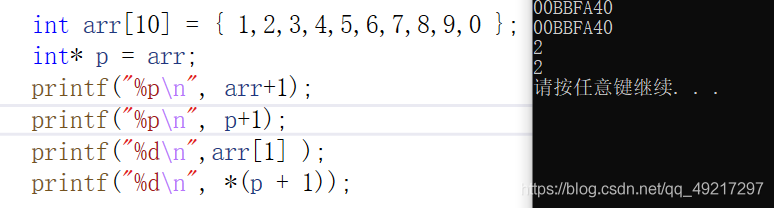 int arr[10] = { 1,2,3,4,5,6,7,8,9,0 };
int* p = arr;
printf("%p\n", arr+1);
printf("%p\n", p+1);
printf("%d\n",arr[1] );
printf("%d\n", *(p + 1));
00BBFA40
00BBFA40
2
2
请按任意键继续. . .
https://blog.csdn.net/qq_49217297